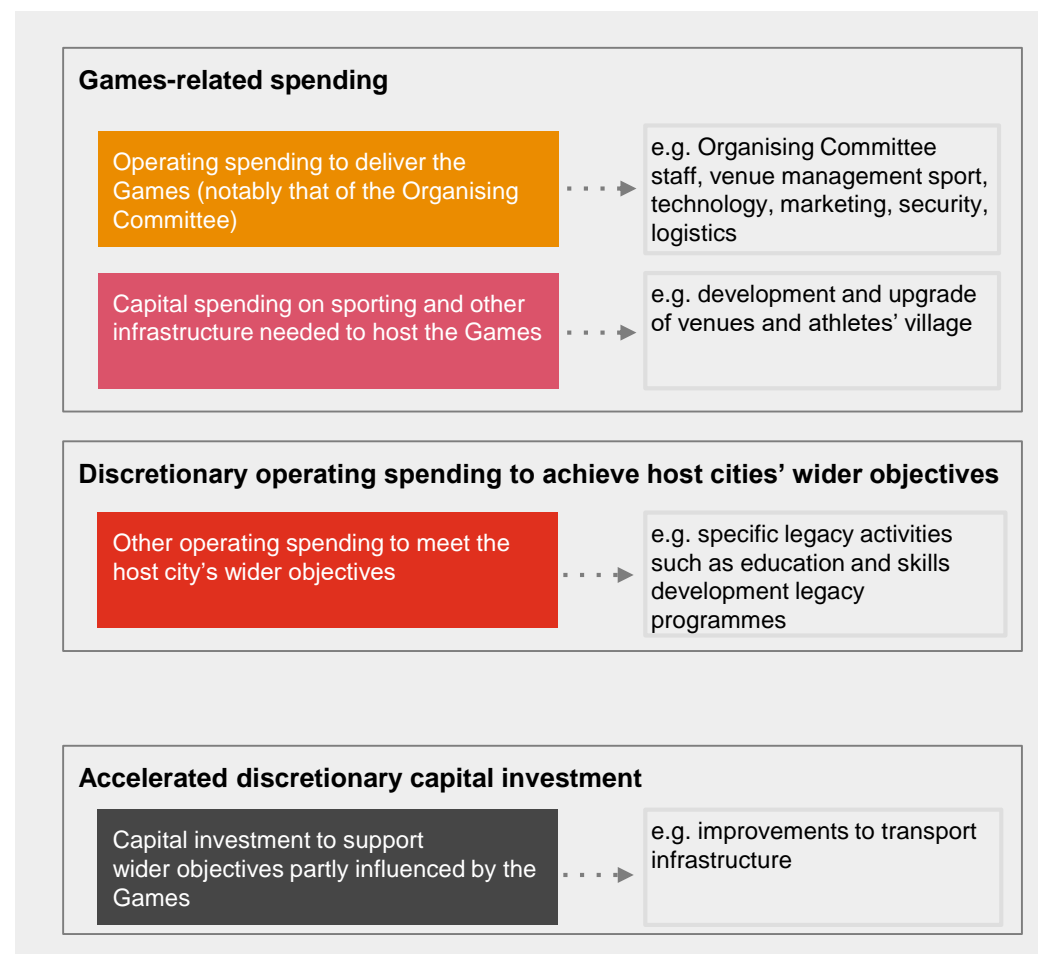 Games-related spending
Operating spending to deliver the
Games (notably that of the Organising
Committee)
e.g. Organising Committee
staff, venue management sport,
technology, marketing, security,
logistics
Capital spending on sporting and other
infrastructure needed to host the Games
e.g. development and upgrade
of venues and athletes’ village
Discretionary operating spending to achieve host cities’ wider objectives
Other operating spending to meet the
host city’s wider objectives
e.g. specific legacy activities
such as education and skills
development legacy
programmes
Accelerated discretionary capital investment
Capital investment to support
wider objectives partly influenced by the
Games
e.g. improvements to transport
infrastructure